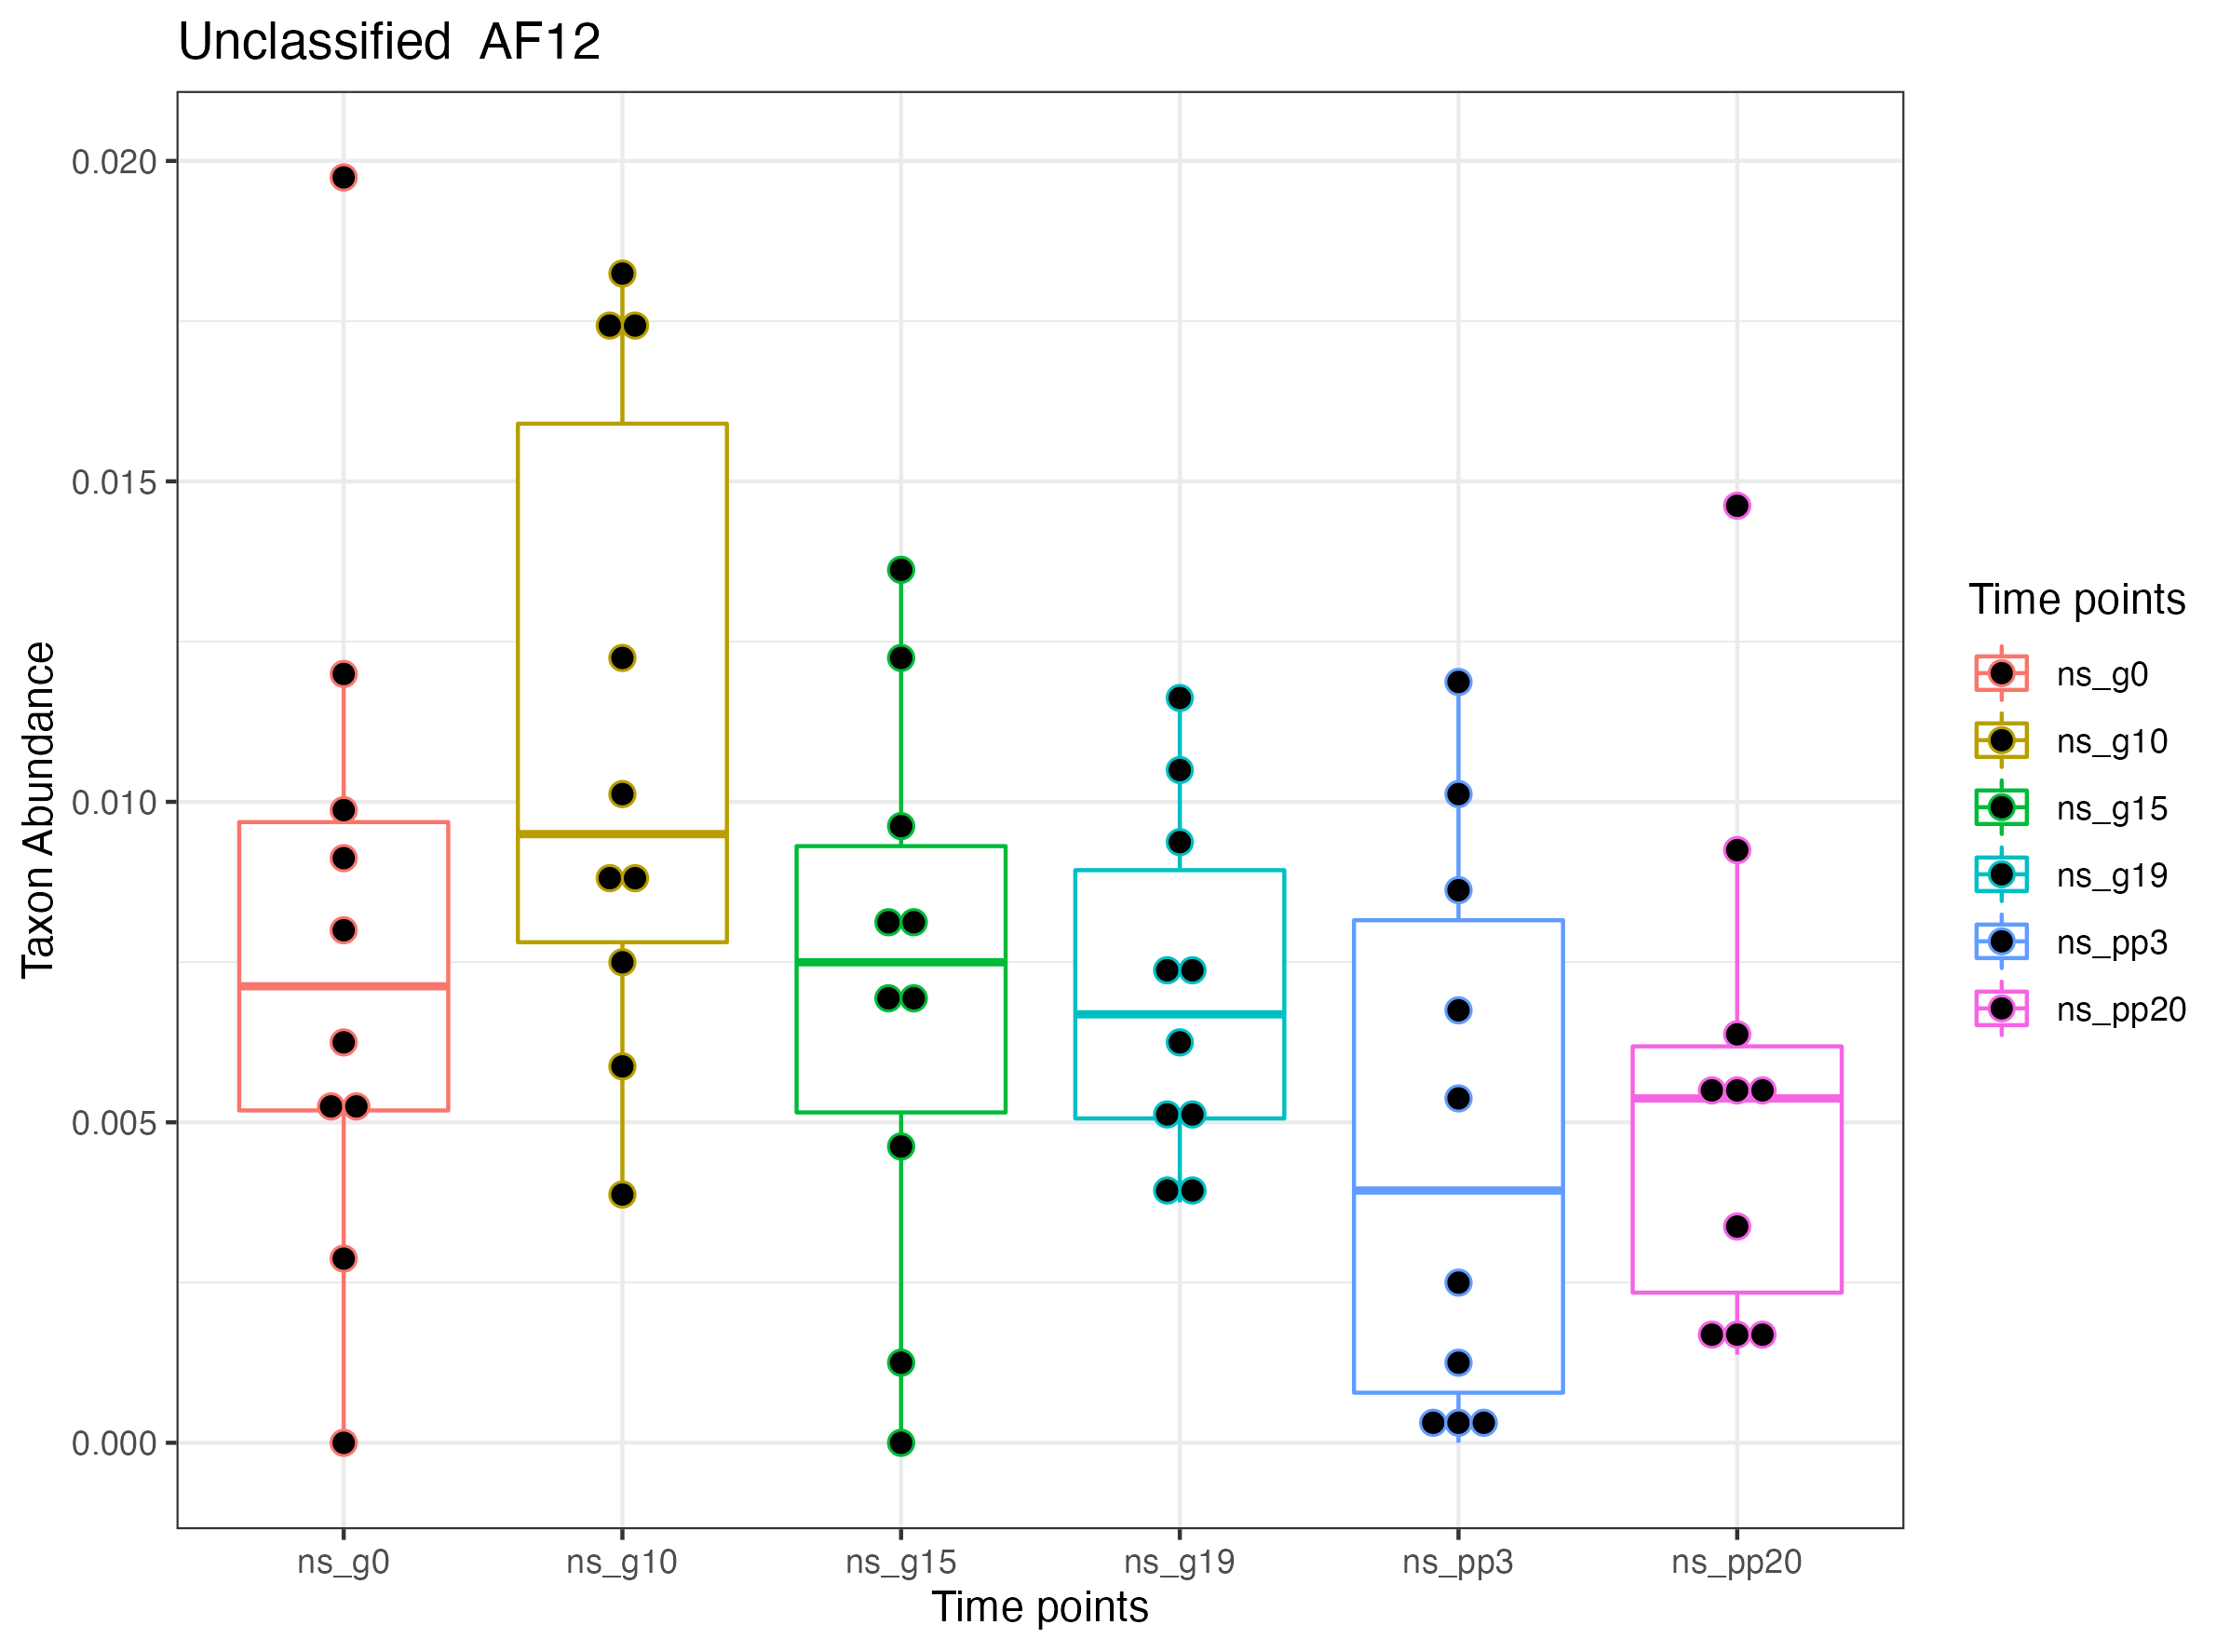 Unclassified  AF12
0.020
0.015
0.010
0.005
0.000
Taxon Abundance
ns_g0
ns_g10
ns_g15
ns_g19
ns_pp3
ns_pp20
Time points
Time points
ns_g0
ns_g10
ns_g15
ns_g19
ns_pp3
ns_pp20